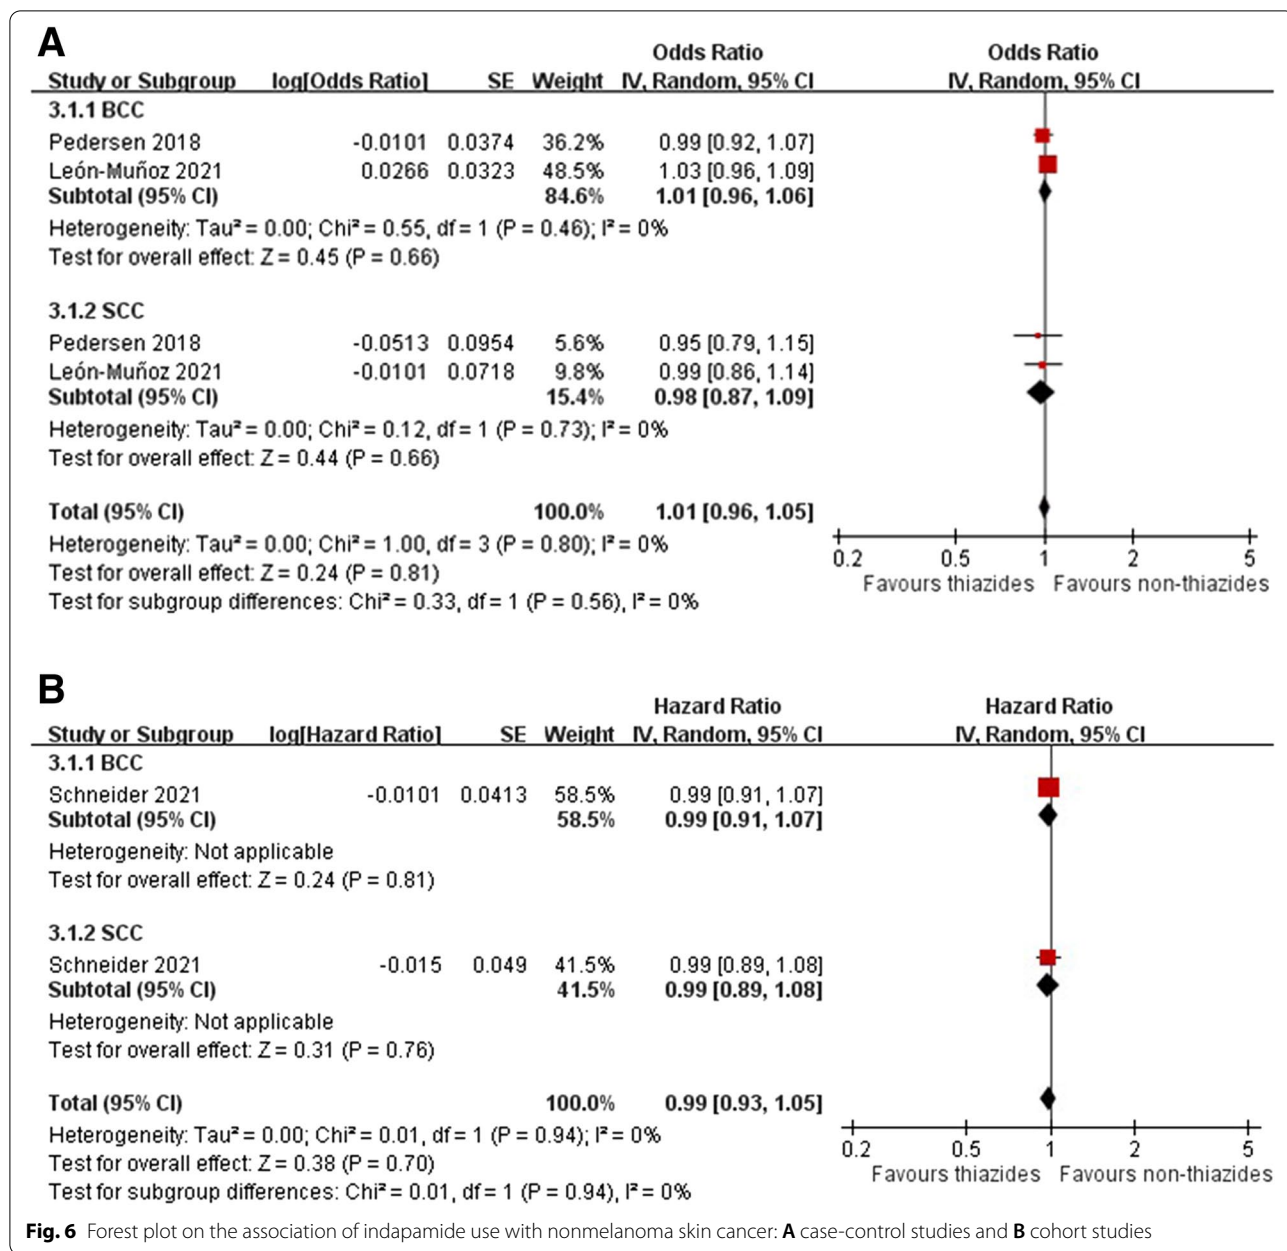 A
Odds Ratio Odds Ratio
Study or Subgroup log[Odds Ratio] SE Weight IV, Random, 95% CI IV, Random, 95% CI
3.1.1 BCC
Pedersen 2018 -0.0101 0.0374 36.2% 0.99 [0.92, 1.07]
León-Muñoz 2021 0.0266 0.0323 48.5% 1.03 [0.96, 1.09]
Subtotal (95% CI) 84.6% 1.01 [0.96, 1.06]
Heterogeneity: Tau² = 0.00; Chi² = 0.55, df = 1 (P = 0.46); I² = 0%
Test for overall effect: Z = 0.45 (P = 0.66)
3.1.2 SCC
Pedersen 2018 -0.0513 0.0954 5.6% 0.95 [0.79, 1.15]
León-Muñoz 2021 -0.0101 0.0718 9.8% 0.99 [0.86, 1.14]
Subtotal (95% CI) 15.4% 0.98 [0.87, 1.09]
Heterogeneity: Tau² = 0.00; Chi² = 0.12, df = 1 (P = 0.73); I² = 0%
Test for overall effect: Z = 0.44 (P = 0.66)
Total (95% CI) 100.0% 1.01 [0.96, 1.05]
Heterogeneity: Tau² = 0.00; Chi² = 1.00, df = 3 (P = 0.80); I² = 0%
Test for overall effect: Z = 0.24 (P = 0.81)
Test for subgroup differences: Chi² = 0.33, df = 1 (P = 0.56), I² = 0%
0.2 0.5 1 2 5
Favours thiazides Favours non-thiazides
B
Hazard Ratio Hazard Ratio
Study or Subgroup log[Hazard Ratio] SE Weight IV, Random, 95% CI IV, Random, 95% CI
3.1.1 BCC
Schneider 2021 -0.0101 0.0413 58.5% 0.99 [0.91, 1.07]
Subtotal (95% CI) 58.5% 0.99 [0.91, 1.07]
Heterogeneity: Not applicable
Test for overall effect: Z = 0.24 (P = 0.81)
3.1.2 SCC
Schneider 2021 -0.015 0.049 41.5% 0.99 [0.89, 1.08]
Subtotal (95% CI) 41.5% 0.99 [0.89, 1.08]
Heterogeneity: Not applicable
Test for overall effect: Z = 0.31 (P = 0.76)
Total (95% CI) 100.0% 0.99 [0.93, 1.05]
Heterogeneity: Tau² = 0.00; Chi² = 0.01, df = 1 (P = 0.94); I² = 0%
Test for overall effect: Z = 0.38 (P = 0.70)
Test for subgroup differences: Chi² = 0.01, df = 1 (P = 0.94), I² = 0%
0.2 0.5 1 2 5
Favours thiazides Favours non-thiazides
Fig. 6 Forest plot on the association of indapamide use with nonmelanoma skin cancer: A case-control studies and B cohort studies